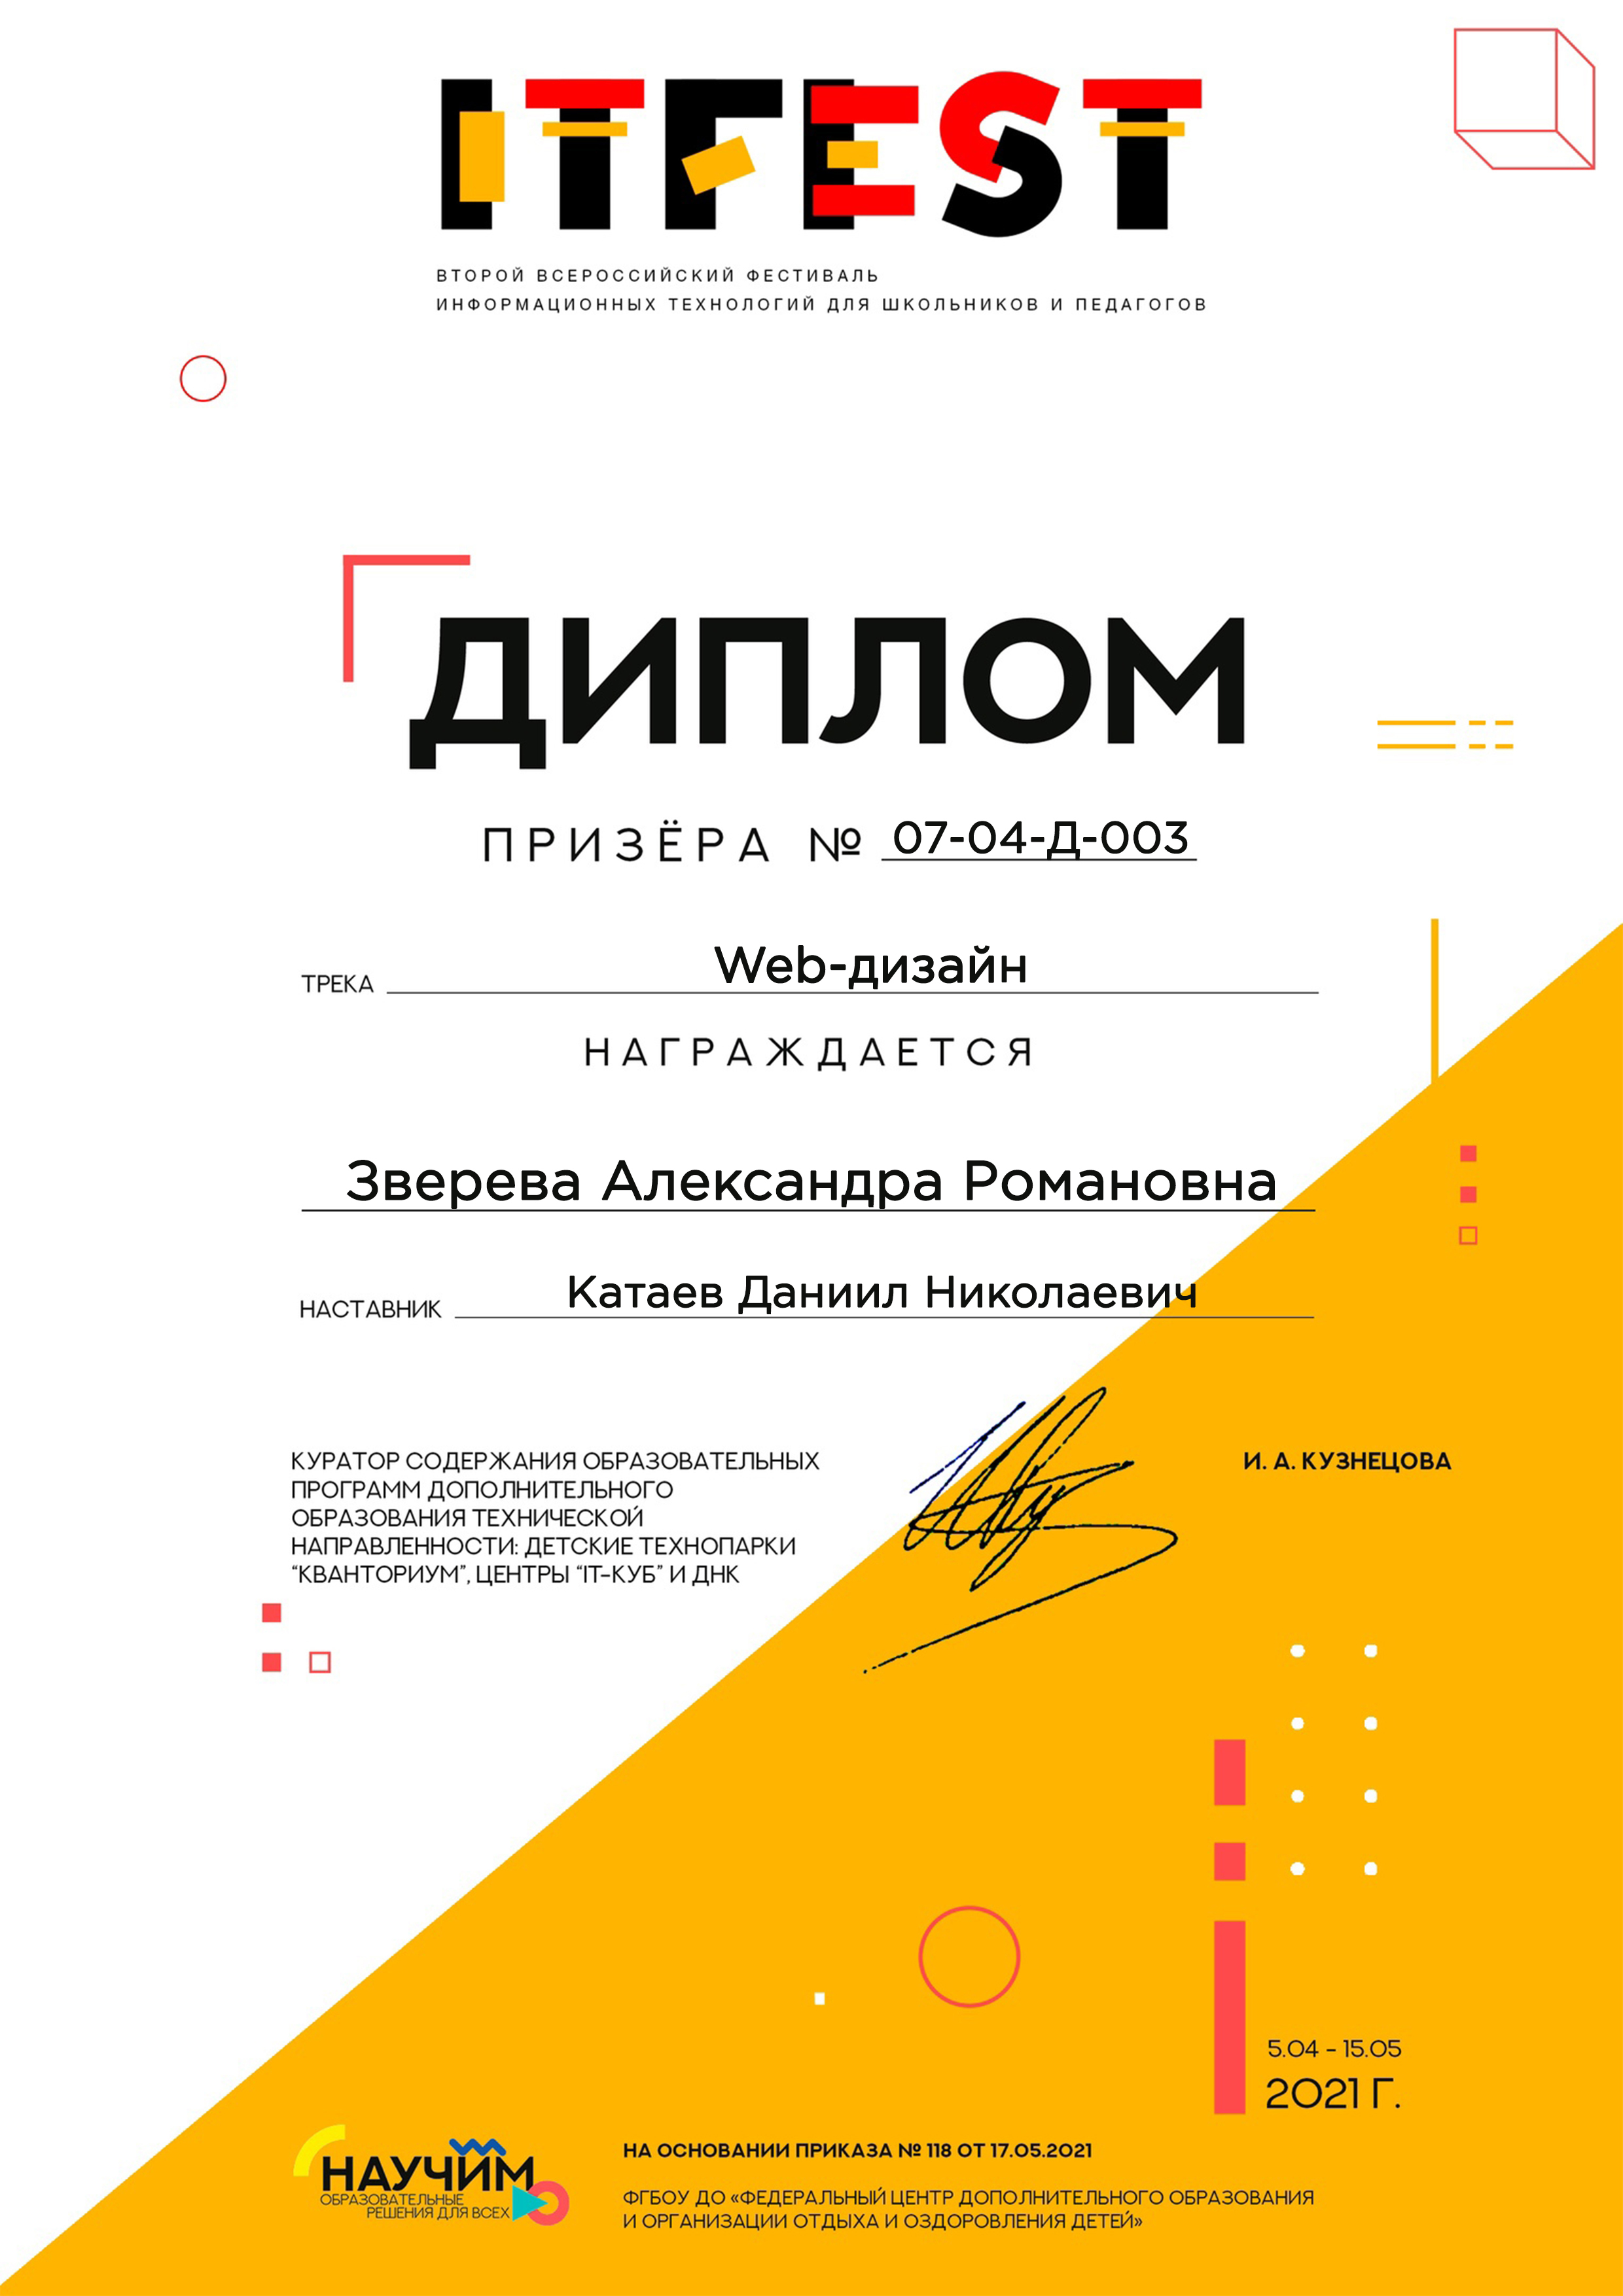 ITFEST
ВТОРОЙ ВСЕРОССИЙСКИЙ ФЕСТИВАЛЬ
ИНФОРМАЦИОННЫХ ТЕХНОЛОГИЙ ДЛЯ ШКОЛЬНИКОВ И ПЕДАГОГОВ
ДИПЛОМ
ПРИЗЁРА № 07-04-Д-003
ТРЕКА Web-дизайн
НАГРАЖДАЕТСЯ
Зверева Александра Романовна
НАСТАВНИК Катаев Даниил Николаевич
КУРАТОР СОДЕРЖАНИЯ ОБРАЗОВАТЕЛЬНЫХ
ПРОГРАММ ДОПОЛНИТЕЛЬНОГО
ОБРАЗОВАНИЯ ТЕХНИЧЕСКОЙ
НАПРАВЛЕННОСТИ: ДЕТСКИЕ ТЕХНОПАРКИ
“КВАНТОРИУМ”, ЦЕНТРЫ “IT-КУБ” И ДНК
И. А. КУЗНЕЦОВА
5.04 - 15.05
2021 Г.
НАУЧИМ
ОБРАЗОВАТЕЛЬНЫЕ
РЕШЕНИЯ ДЛЯ ВСЕХ
НА ОСНОВАНИИ ПРИКАЗА № 118 ОТ 17.05.2021
ФГБОУ ДО «ФЕДЕРАЛЬНЫЙ ЦЕНТР ДОПОЛНИТЕЛЬНОГО ОБРАЗОВАНИЯ
И ОРГАНИЗАЦИИ ОТДЫХА И ОЗДОРОВЛЕНИЯ ДЕТЕЙ»